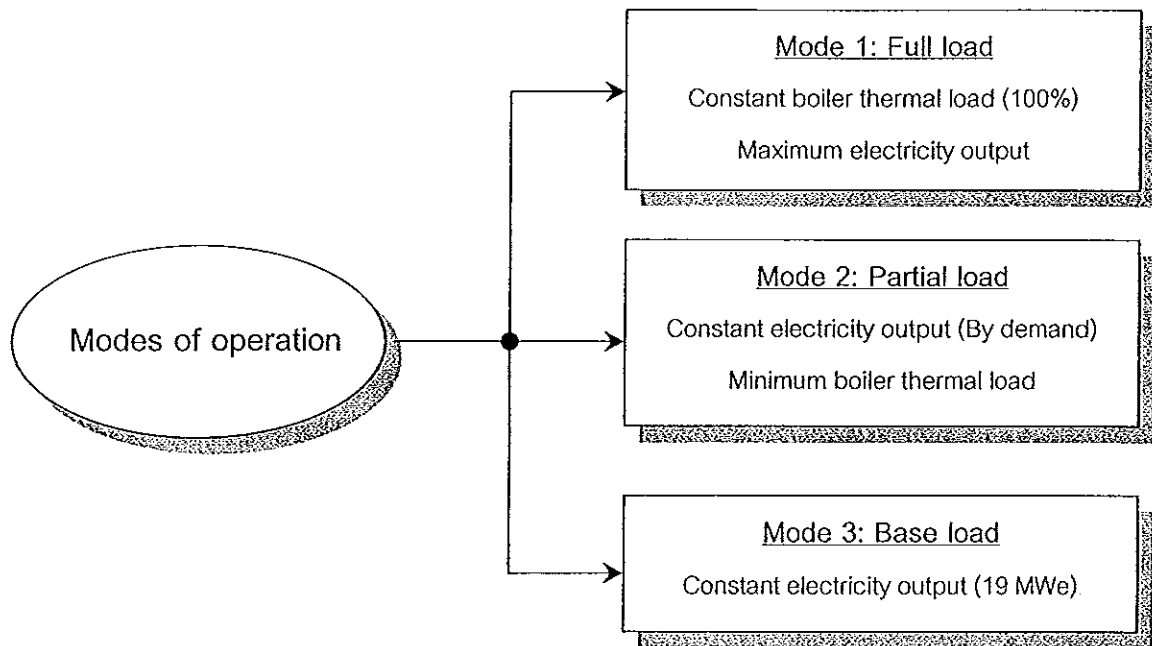 Mode 1: Full load
Constant boiler thermal load (100%)
Maximum electricity output
Modes of operation
Mode 2: Partial load
Constant electricity output (By demand)
Minimum boiler thermal load
Mode 3: Base load
Constant electricity output (19 MWe)